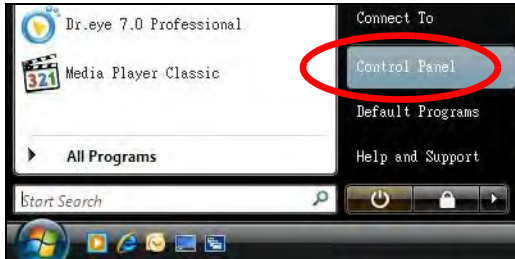 Dr.eye 7.0 Professional
321
Media Player Classic
All Programs
Start Search
Connect To
Control Panel
Default Programs
Help and Support